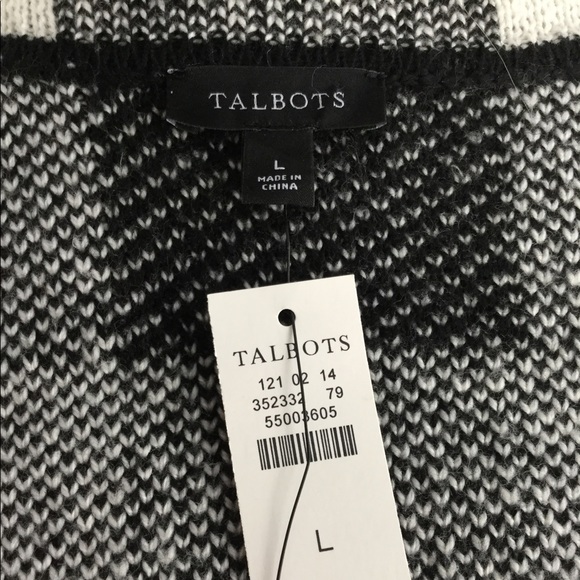 TALBOTS
L
MADE IN
CHINA
TALBOTS
121 02 14
352332 79
55003605
L